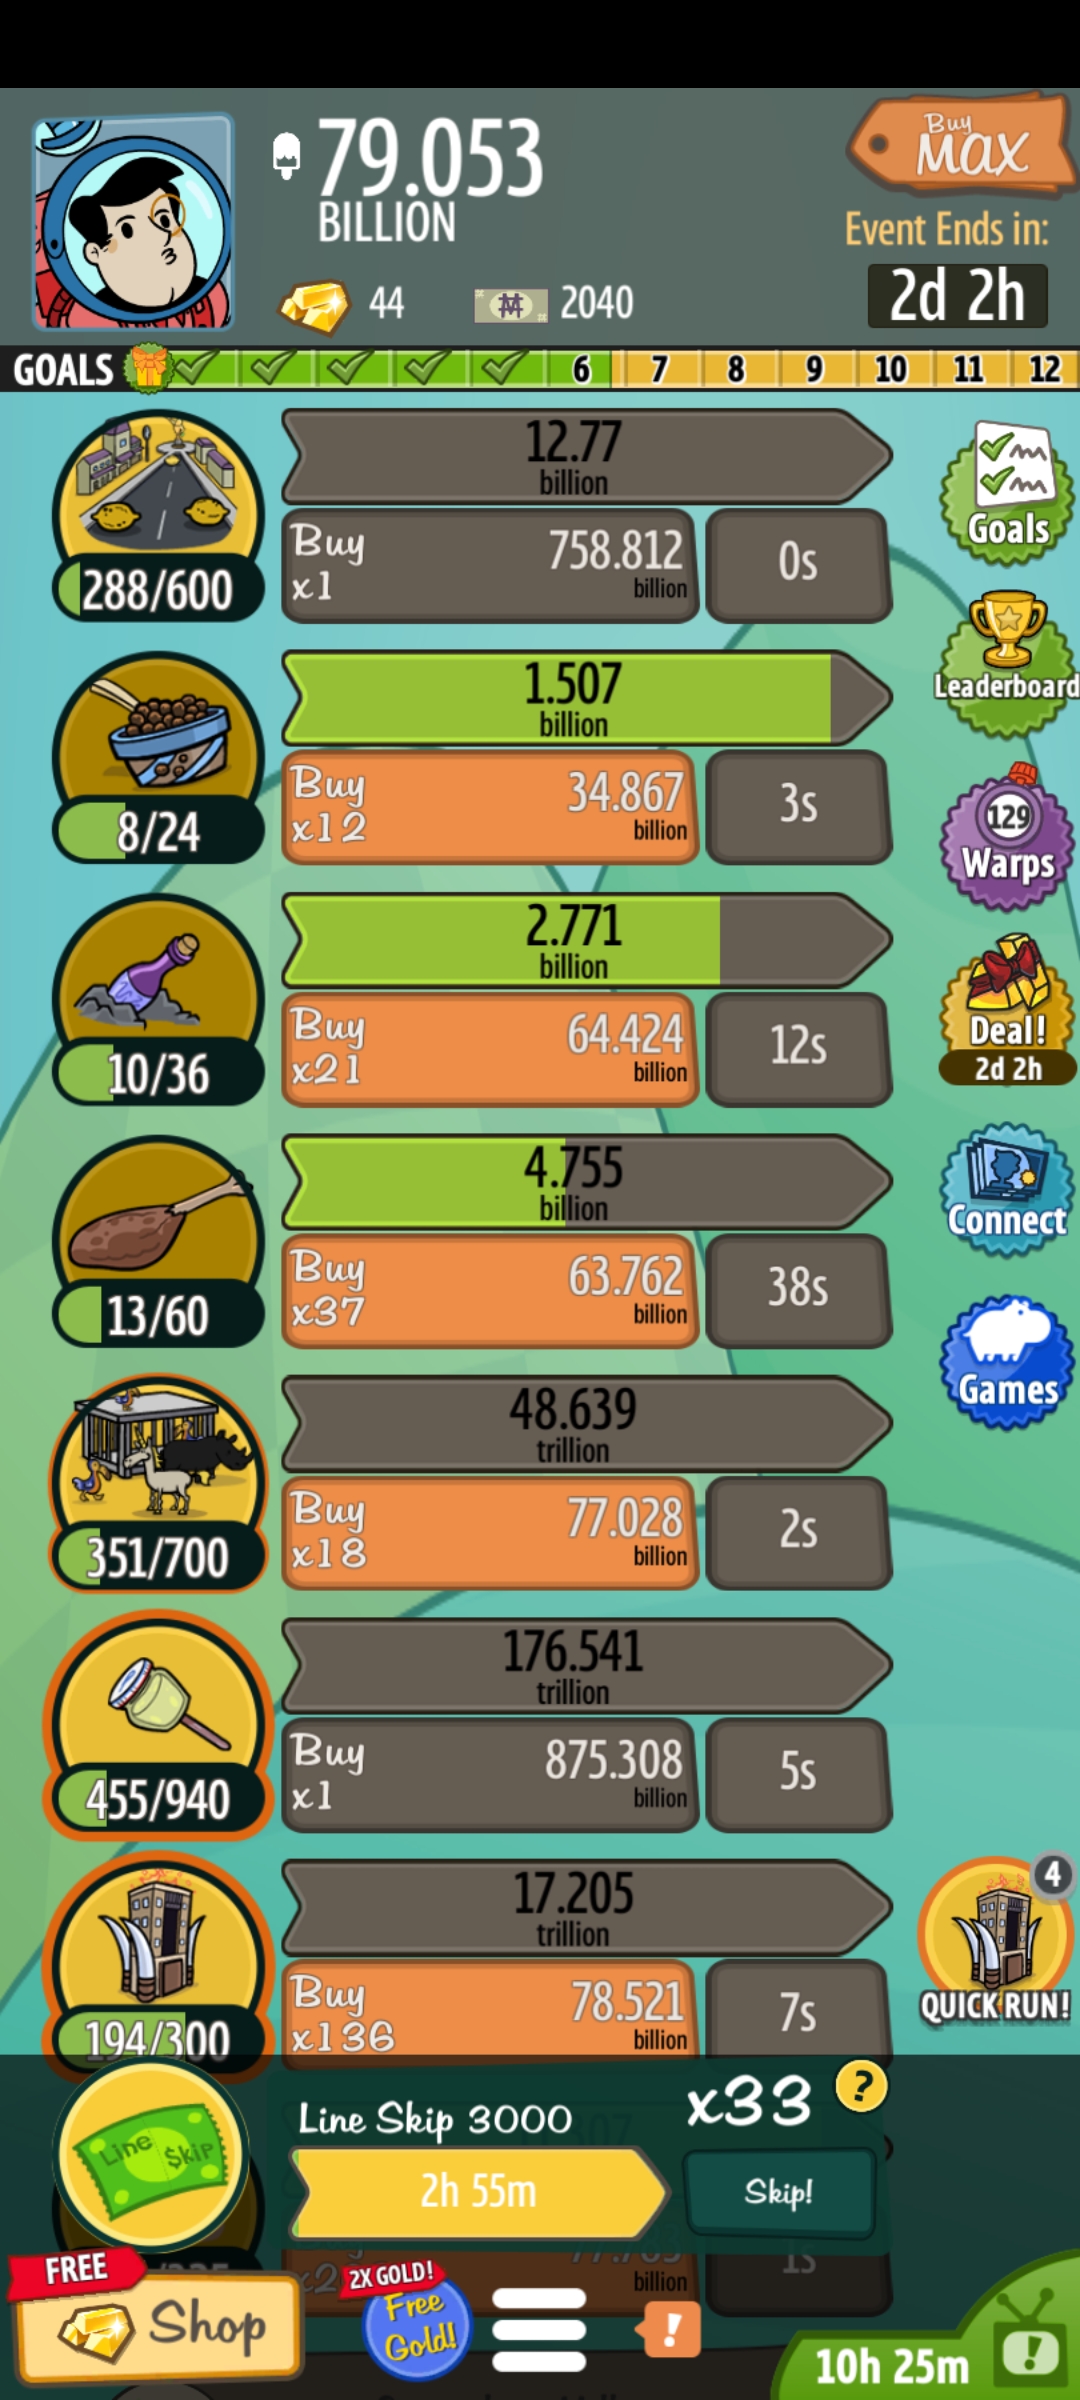 79.053
BILLION
Buy
MAX
Event Ends in:
2d 2h
44
2040
GOALS
6
7
8
9
10
11
12
12.77
billion
Buy
x1
758.812
billion
0s
288/600
Goals
1.507
billion
Buy
x12
34.867
billion
3s
8/24
Leaderboard
2.771
billion
Buy
x21
64.424
billion
12s
10/36
129
Warps
Deal!
2d 2h
4.755
billion
Buy
x37
63.762
billion
38s
13/60
Connect
Games
48.639
trillion
Buy
x18
77.028
billion
2s
351/700
176.541
trillion
Buy
x1
875.308
billion
5s
455/940
17.205
trillion
Buy
x136
78.521
billion
7s
194/300
4
QUICK RUN!
Line Skip
Line Skip 3000
x33
?
2h 55m
Skip!
billion
1s
FREE
Shop
2X GOLD!
Free
Gold!
!
10h 25m
!